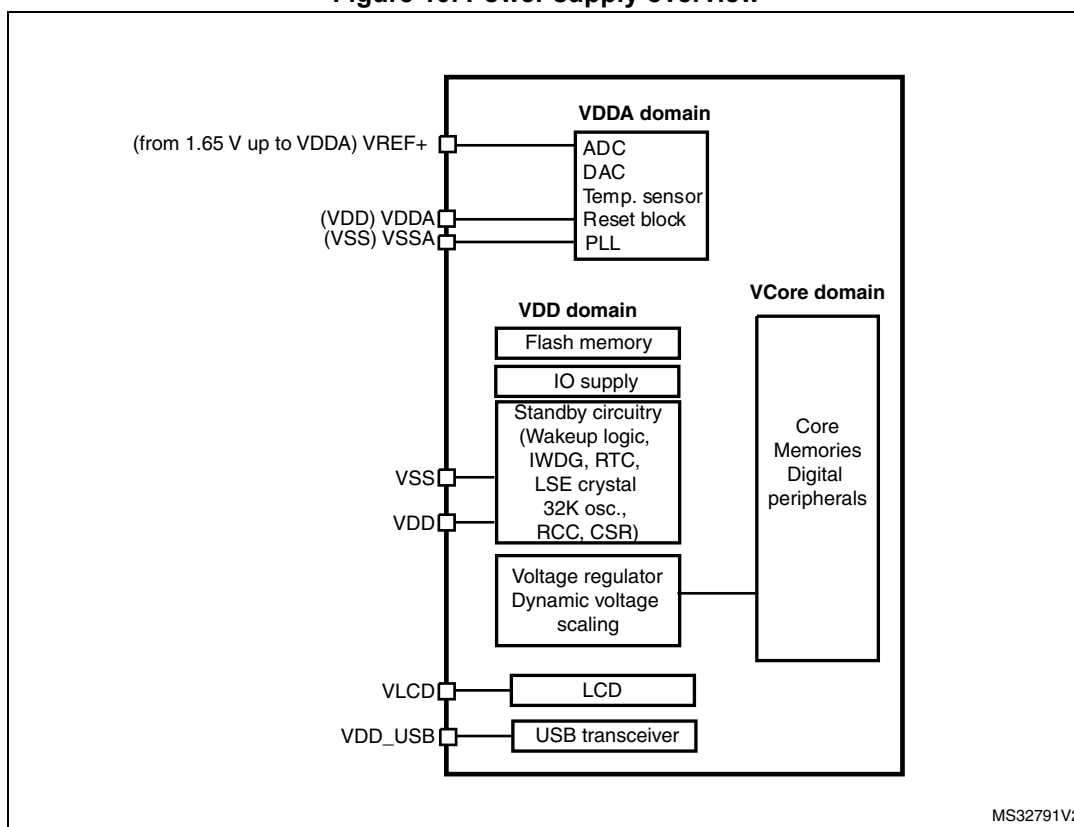 Figure 10. Power supply overview
VDDA domain
(from 1.65 V up to VDDA) VREF+
ADC
DAC
Temp. sensor
(VDD) VDDA
Reset block
(VSS) VSSA
PLL
VCore domain
VDD domain
Flash memory
IO supply
Standby circuitry
(Wakeup logic,
IWDG, RTC,
LSE crystal
32K osc.,
RCC, CSR)
VSS
VDD
Core
Memories
Digital
peripherals
Voltage regulator
Dynamic voltage
scaling
VLCD
LCD
VDD_USB
USB transceiver
MS32791V2